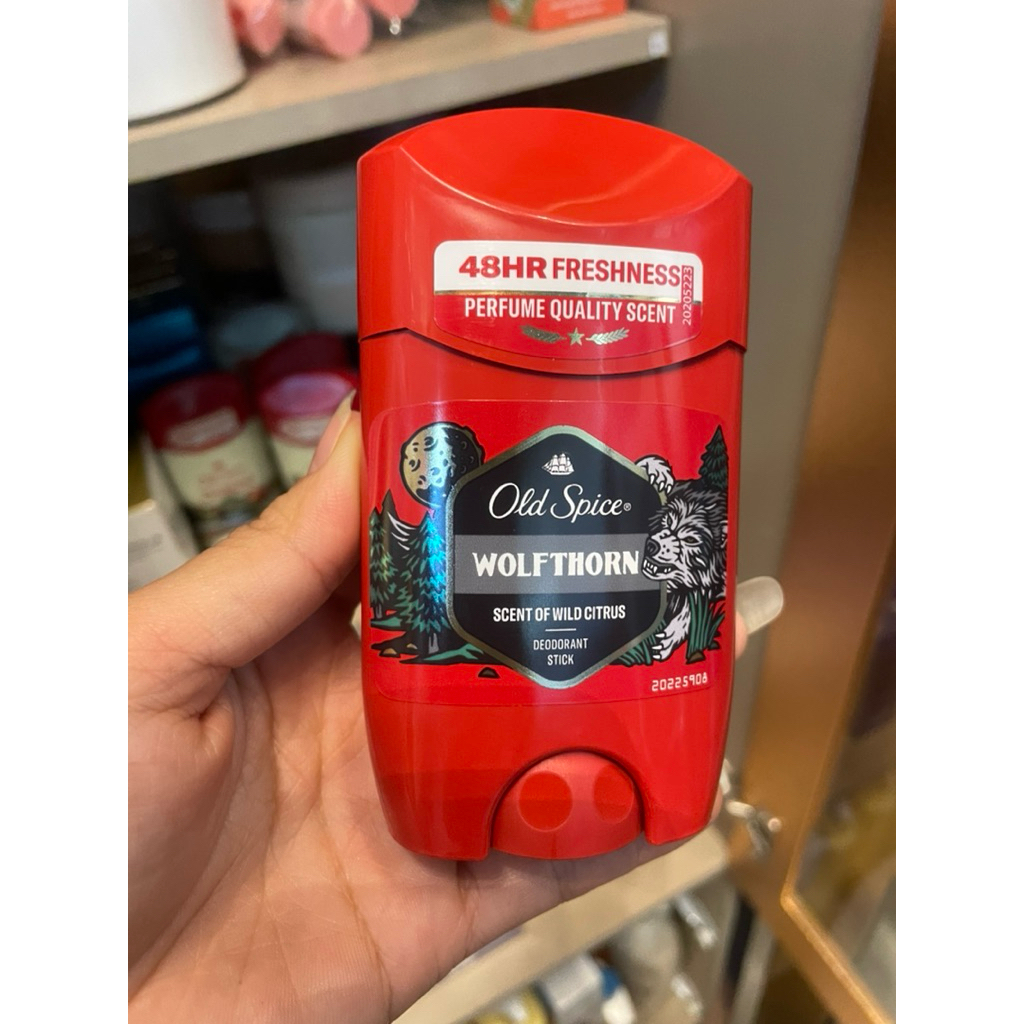 48HR FRESHNESS
PERFUME QUALITY SCENT
20205223
Old Spice®
WOLFTHORN
SCENT OF WILD CITRUS
DEODORANT
STICK
20225908